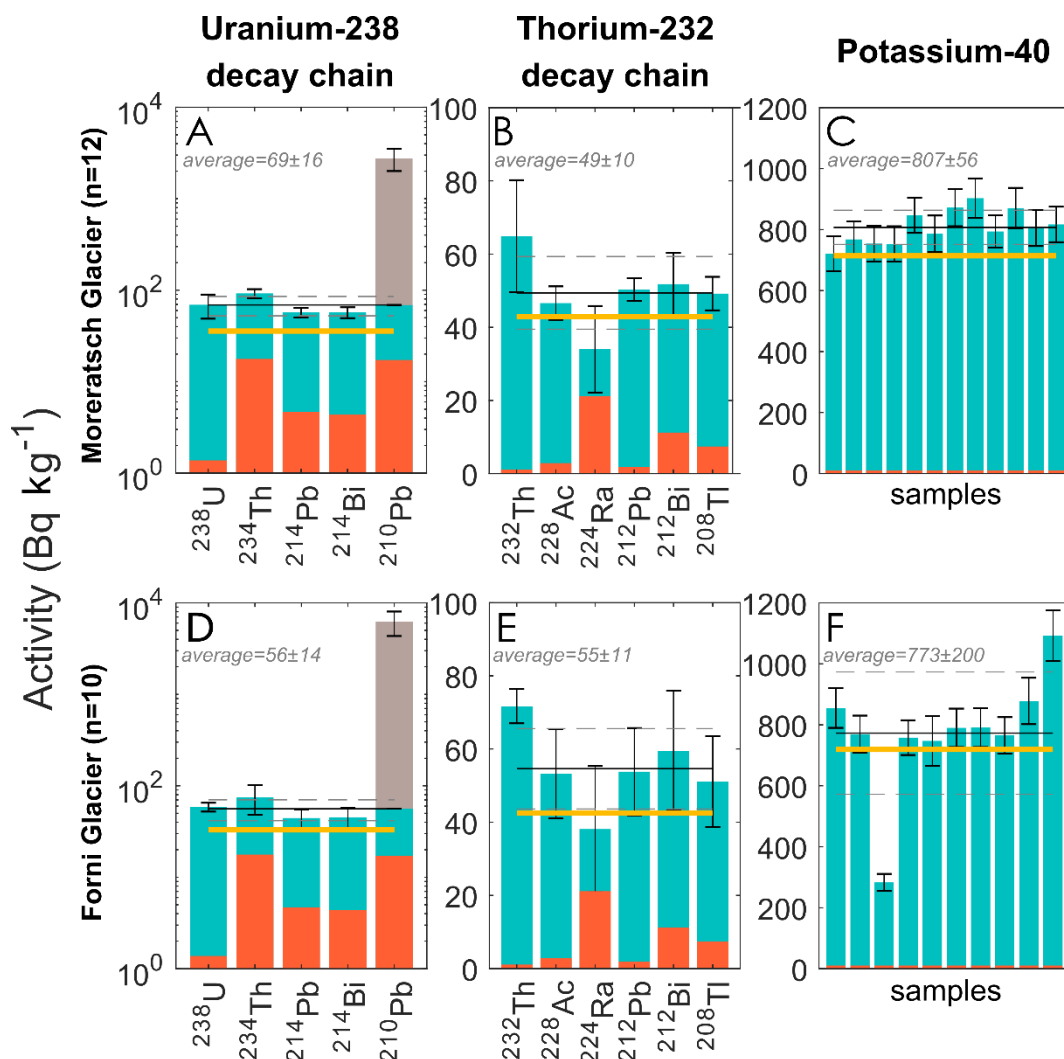 Uranium-238
decay chain
Thorium-232
decay chain
Potassium-40
Activity (Bq kg⁻¹)
Moreratsch Glacier (n=12)
A
average=69±16
10⁴
10²
10⁰
²³⁸U
²³⁴Th
²¹⁴Pb
²¹⁴Bi
²¹⁰Pb
B
average=49±10
100
80
60
40
20
0
²³²Th
²²⁸Ac
²²⁴Ra
²¹²Pb
²¹²Bi
²⁰⁸Tl
C
average=807±56
1200
1000
800
600
400
200
0
samples
Forni Glacier (n=10)
D
average=56±14
10⁴
10²
10⁰
²³⁸U
²³⁴Th
²¹⁴Pb
²¹⁴Bi
²¹⁰Pb
E
average=55±11
100
80
60
40
20
0
²³²Th
²²⁸Ac
²²⁴Ra
²¹²Pb
²¹²Bi
²⁰⁸Tl
F
average=773±200
1200
1000
800
600
400
200
0
samples